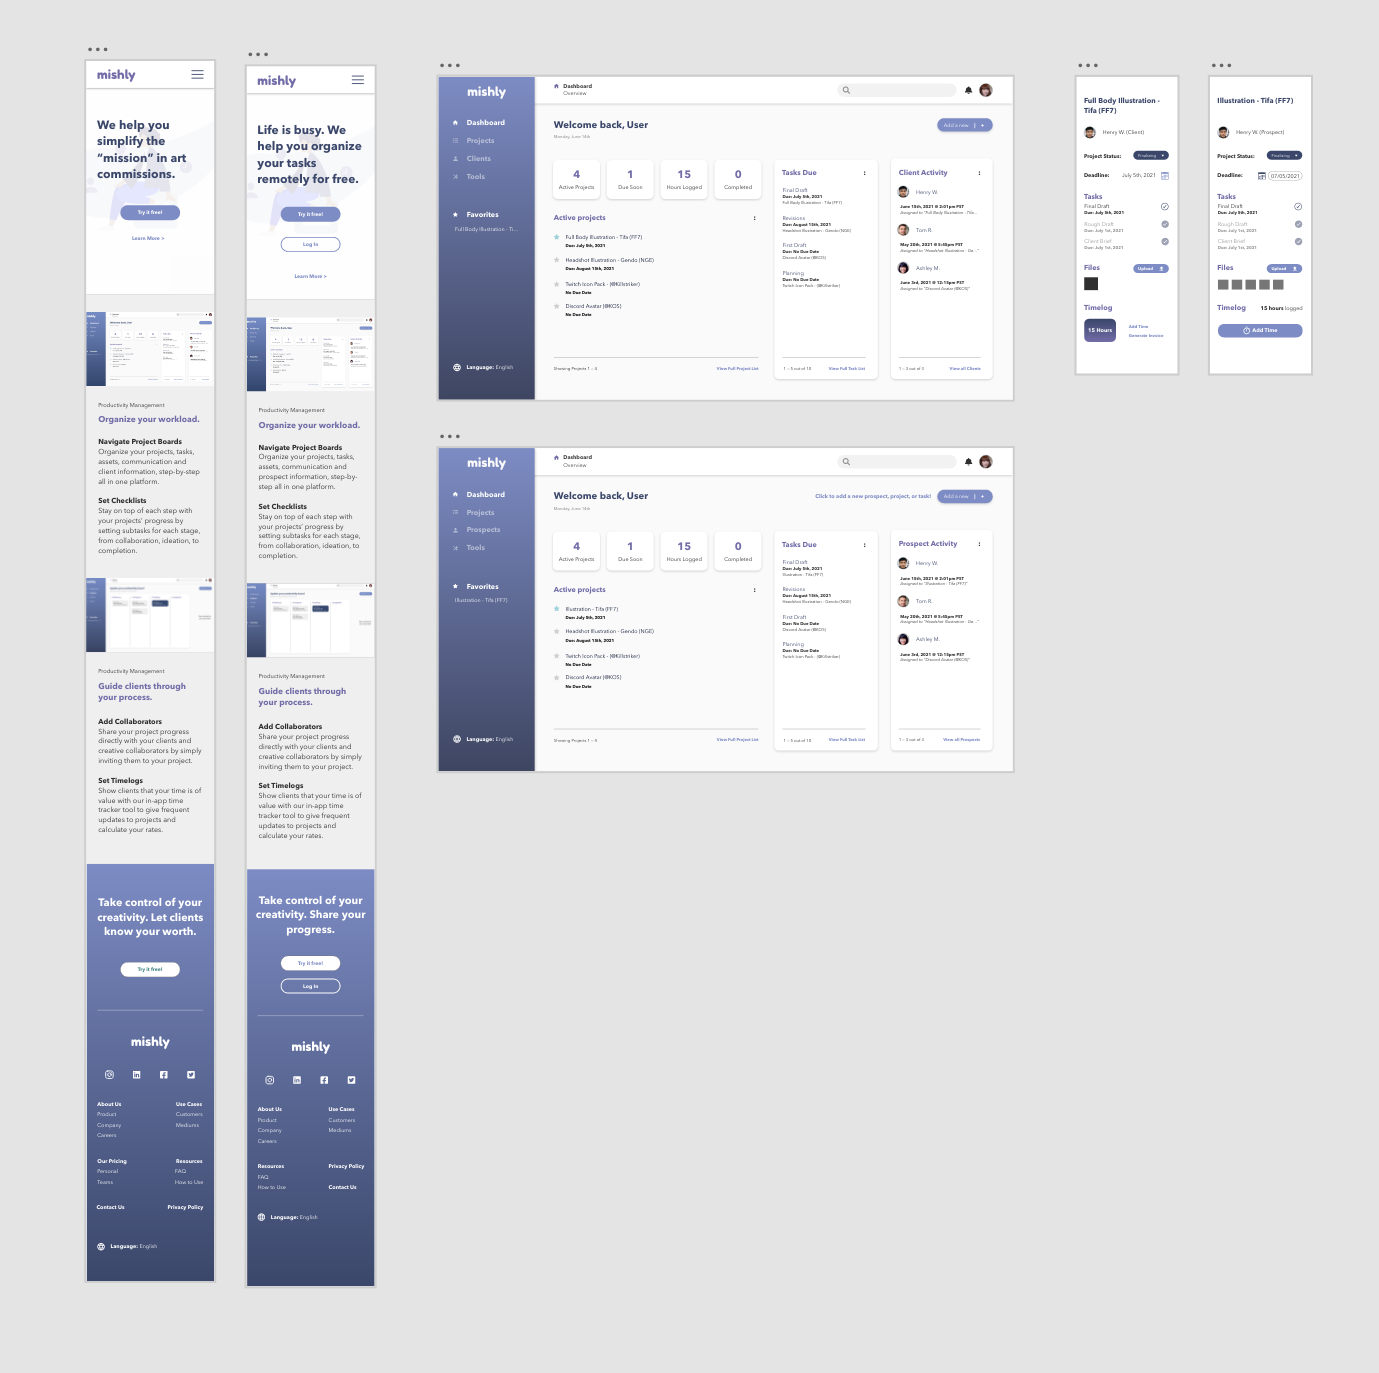 mishly
We help you
simplify the
“mission” in art
commissions.
Try it free!
Learn More >
Productivity Management
Organize your workload.
Navigate Project Boards
Organize your projects, tasks,
assets, communication and
client information, step-by-step
all in one platform.
Set Checklists
Stay on top of each step with
your projects’ progress by
setting subtasks for each stage,
from collaboration, ideation, to
completion.
Productivity Management
Guide clients through
your process.
Add Collaborators
Share your project progress
directly with your clients and
creative collaborators by simply
inviting them to your project.
Set Timelogs
Show clients that your time is of
value with our in-app time
tracker tool to give frequent
updates to projects and
calculate your rates.
Take control of your
creativity. Let clients
know your worth.
Try it free!
mishly
About Us
Product
Company
Careers
Use Cases
Customers
Mediums
Our Pricing
Personal
Teams
Resources
FAQ
How to Use
Contact Us
Privacy Policy
Language: English
mishly
Life is busy. We
help you organize
your tasks
remotely for free.
Try it free!
Log In
Learn More >
Productivity Management
Organize your workload.
Navigate Project Boards
Organize your projects, tasks,
assets, communication and
prospect information, step-by-
step all in one platform.
Set Checklists
Stay on top of each step with
your projects’ progress by
setting subtasks for each stage,
from collaboration, ideation, to
completion.
Productivity Management
Guide clients through
your process.
Add Collaborators
Share your project progress
directly with your clients and
creative collaborators by simply
inviting them to your project.
Set Timelogs
Show clients that your time is of
value with our in-app time
tracker tool to give frequent
updates to projects and
calculate your rates.
Take control of your
creativity. Share your
progress.
Try it free!
Log In
mishly
About Us
Product
Company
Careers
Use Cases
Customers
Mediums
Resources
FAQ
How to Use
Privacy Policy
Contact Us
Language: English
mishly
Dashboard
Projects
Clients
Tools
Favorites
Full Body Illustration - Ti...
Language: English
Dashboard
Overview
Welcome back, User
Monday, June 14th
Add a new | +
4
Active Projects
1
Due Soon
15
Hours Logged
0
Completed
Active projects
Full Body Illustration - Tifa (FF7)
Due: July 5th, 2021
Headshot Illustration - Gendo (NGE)
Due: August 15th, 2021
Twitch Icon Pack - (@Killstriker)
No Due Date
Discord Avatar (@KOS)
No Due Date
Showing Projects 1 – 4
View Full Project List
Tasks Due
Final Draft
Due: July 5th, 2021
Full Body Illustration - Tifa (FF7)
Revisions
Due: August 15th, 2021
Headshot Illustration - Gendo (NGE)
First Draft
Due: No Due Date
Discord Avatar (@KOS)
Planning
Due: No Due Date
Twitch Icon Pack - (@Killstriker)
1 – 5 out of 10
View Full Task List
Client Activity
Henry W.
June 15th, 2021 @ 2:01pm PST
Assigned to "Full Body Illustration - Tifa...
Tom R.
May 20th, 2021 @ 5:45pm PST
Assigned to "Headshot Illustration - Ge..."
Ashley M.
June 3rd, 2021 @ 12:15pm PST
Assigned to "Discord Avatar (@KOS)"
1 – 3 out of 3
View all Clients
mishly
Dashboard
Projects
Prospects
Tools
Favorites
Illustration - Tifa (FF7)
Language: English
Dashboard
Overview
Welcome back, User
Monday, June 14th
Click to add a new prospect, project, or task!
Add a new | +
4
Active Projects
1
Due Soon
15
Hours Logged
0
Completed
Active projects
Illustration - Tifa (FF7)
Due: July 5th, 2021
Headshot Illustration - Gendo (NGE)
Due: August 15th, 2021
Twitch Icon Pack - (@Killstriker)
No Due Date
Discord Avatar (@KOS)
No Due Date
Showing Projects 1 – 4
View Full Project List
Tasks Due
Final Draft
Due: July 5th, 2021
Illustration - Tifa (FF7)
Revisions
Due: August 15th, 2021
Headshot Illustration - Gendo (NGE)
First Draft
Due: No Due Date
Discord Avatar (@KOS)
Planning
Due: No Due Date
Twitch Icon Pack - (@Killstriker)
1 – 5 out of 10
View Full Task List
Prospect Activity
Henry W.
June 15th, 2021 @ 2:01pm PST
Assigned to "Illustration - Tifa (FF7)"
Tom R.
May 20th, 2021 @ 5:45pm PST
Assigned to "Headshot Illustration - Ge..."
Ashley M.
June 3rd, 2021 @ 12:15pm PST
Assigned to "Discord Avatar (@KOS)"
1 – 3 out of 3
View all Prospects
Full Body Illustration -
Tifa (FF7)
Henry W. (Client)
Project Status: Finalizing
Deadline: July 5th, 2021
Tasks
Final Draft
Due: July 5th, 2021
Rough Draft
Due: July 1st, 2021
Client Brief
Due: July 1st, 2021
Files
Upload
Timelog
15 Hours
Add Time
Generate Invoice
Illustration - Tifa (FF7)
Henry W. (Prospect)
Project Status: Finalizing
Deadline: 07/05/2021
Tasks
Final Draft
Due: July 5th, 2021
Rough Draft
Due: July 1st, 2021
Client Brief
Due: July 1st, 2021
Files
Upload
Timelog
15 hours logged
Add Time